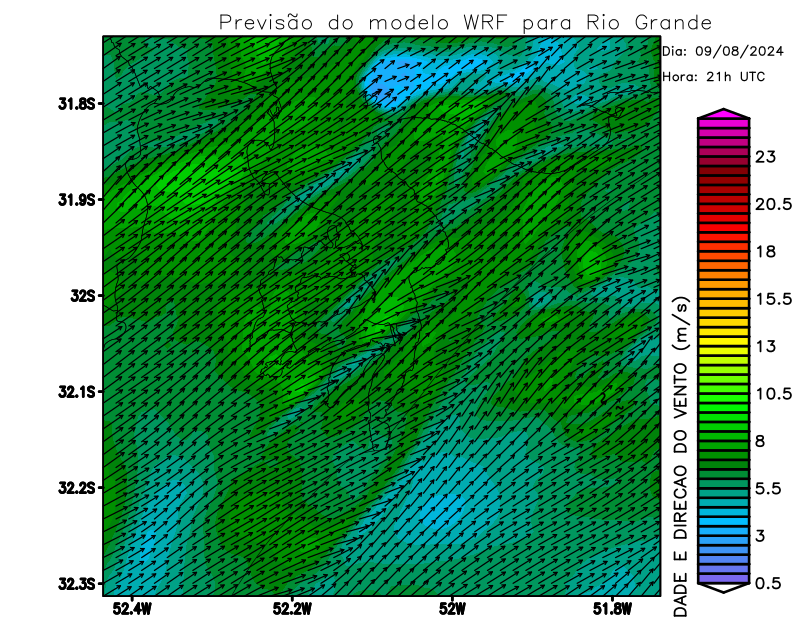 Previsão do modelo WRF para Rio Grande
Dia: 09/08/2024
Hora: 21h UTC
31.8S
31.9S
32S
32.1S
32.2S
32.3S
52.4W
52.2W
52W
51.8W
23
20.5
18
15.5
13
10.5
8
5.5
3
0.5
DADE E DIRECAO DO VENTO (m/s)